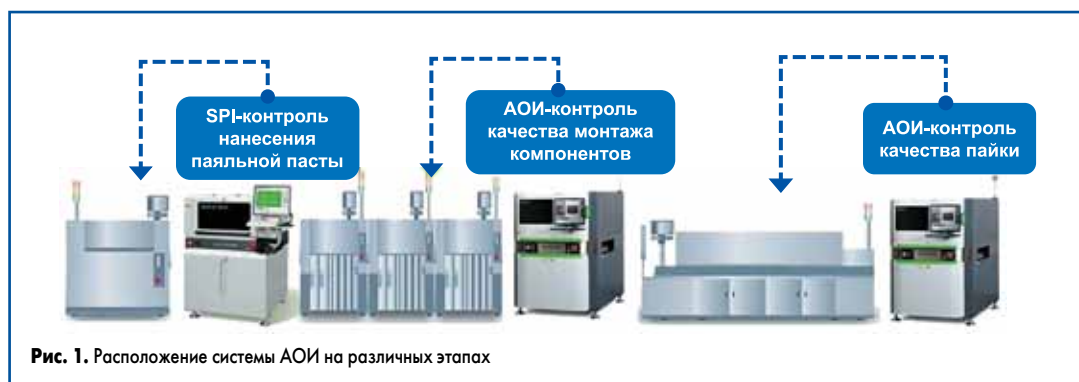 SPI-контроль
нанесения
паяльной пасты
АОИ-контроль
качества монтажа
компонентов
АОИ-контроль
качества пайки
Рис. 1. Расположение системы АОИ на различных этапах